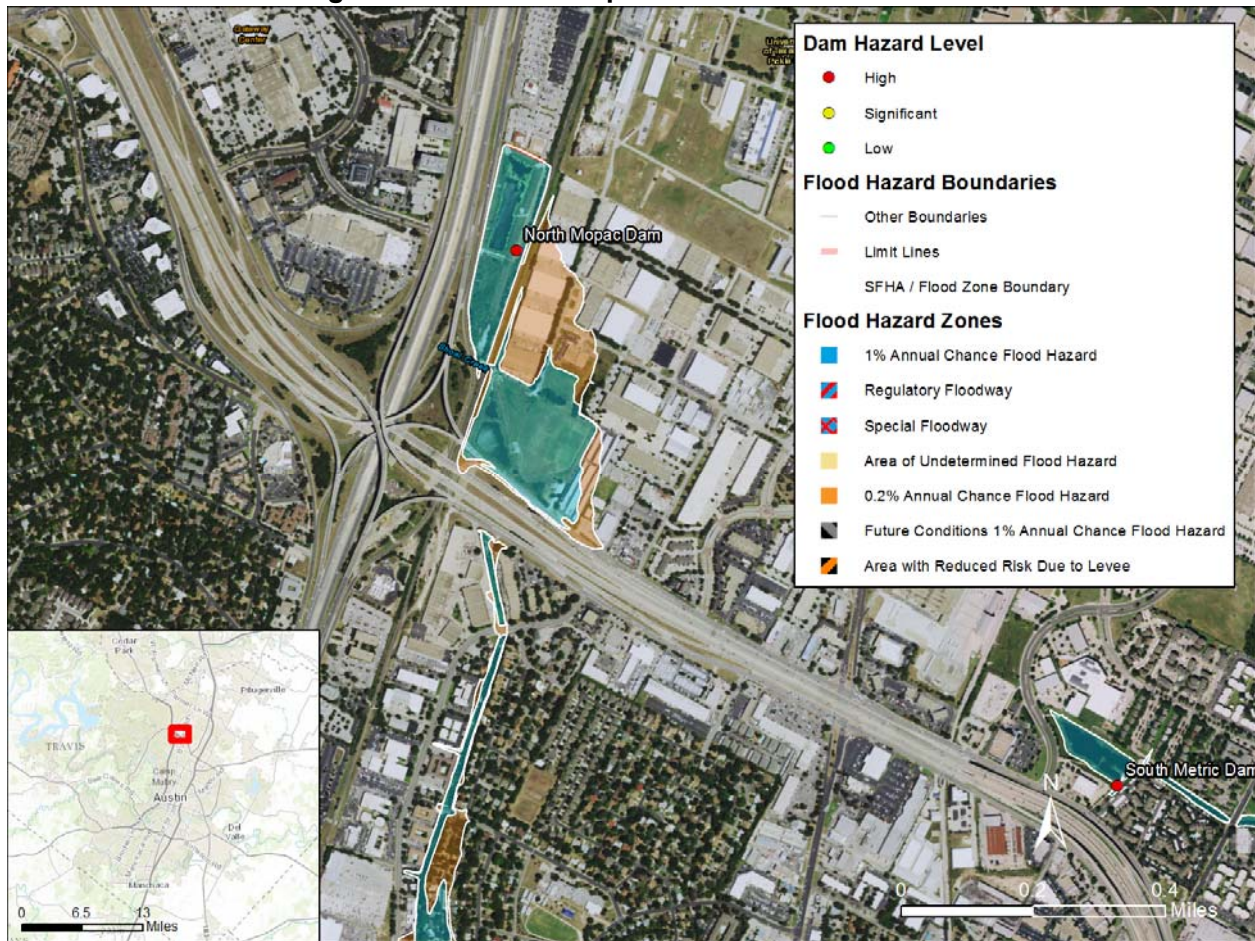 Gateway
Center
Dam Hazard Level
High
Significant
Low
Flood Hazard Boundaries
Other Boundaries
Limit Lines
SFHA / Flood Zone Boundary
Flood Hazard Zones
1% Annual Chance Flood Hazard
Regulatory Floodway
Special Floodway
Area of Undetermined Flood Hazard
0.2% Annual Chance Flood Hazard
Future Conditions 1% Annual Chance Flood Hazard
Area with Reduced Risk Due to Levee
North Mopac Dam
South Metric Dam
N
0 0.2 0.4
Miles
Cedar
Park
Pflugerville
TRAVIS
Camp
Mabry
Austin
Del
Valle
Manchaca
0 6.5 13
Miles